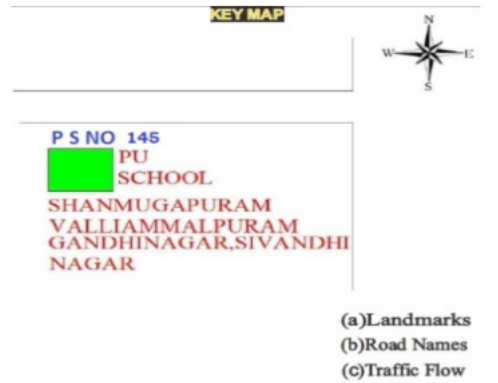 KEY MAP
N
W E
S
P S NO 145
PU
SCHOOL
SHANMUGAPURAM
VALLIAMMALPURAM
GANDHINAGAR,SIVANDHI
NAGAR
(a)Landmarks
(b)Road Names
(c)Traffic Flow